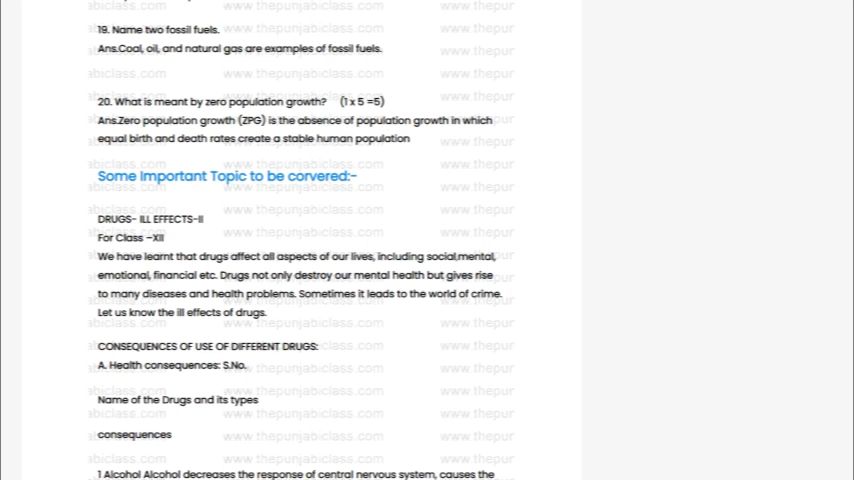 19. Name two fossil fuels.
Ans.Coal, oil, and natural gas are examples of fossil fuels.
20. What is meant by zero population growth? (1 x 5 =5)
Ans.Zero population growth (ZPG) is the absence of population growth in which
equal birth and death rates create a stable human population
Some Important Topic to be corvered:-
DRUGS- ILL EFFECTS-II
For Class –XII
We have learnt that drugs affect all aspects of our lives, including social,mental,
emotional, financial etc. Drugs not only destroy our mental health but gives rise
to many diseases and health problems. Sometimes it leads to the world of crime.
Let us know the ill effects of drugs.
CONSEQUENCES OF USE OF DIFFERENT DRUGS:
A. Health consequences: S.No.
Name of the Drugs and its types
consequences
1 Alcohol Alcohol decreases the response of central nervous system, causes the
www.thepunjabiclass.com